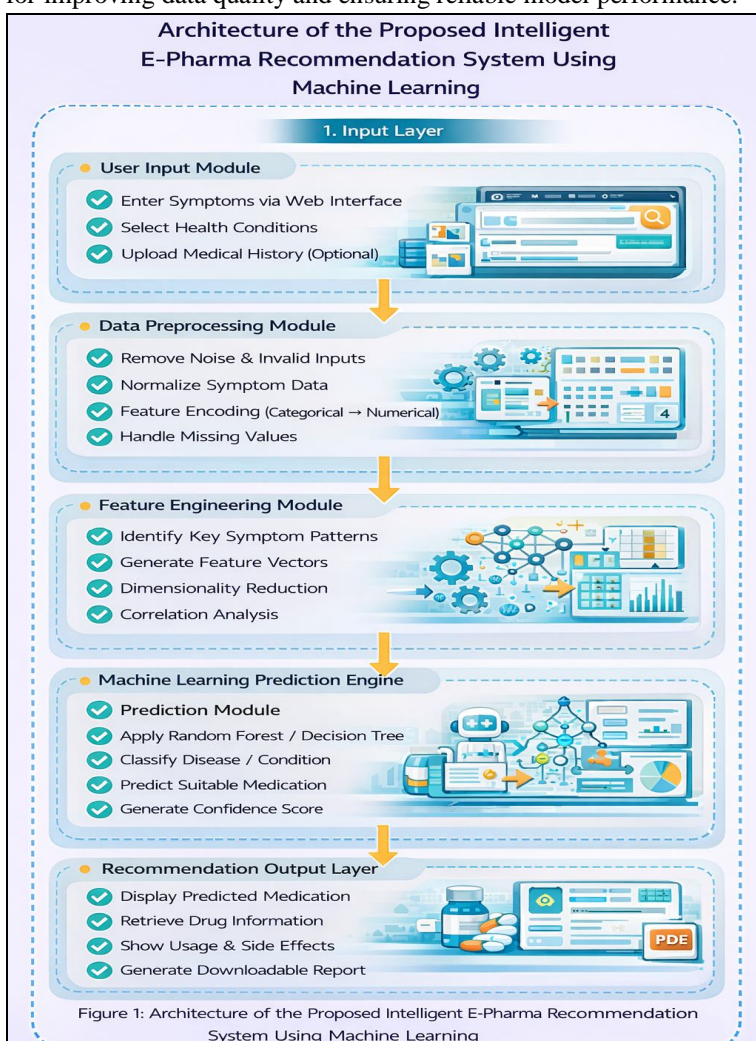 for improving data quality and ensuring reliable model performance.
Architecture of the Proposed Intelligent
E-Pharma Recommendation System Using
Machine Learning
1. Input Layer
User Input Module
Enter Symptoms via Web Interface
Select Health Conditions
Upload Medical History (Optional)
Data Preprocessing Module
Remove Noise & Invalid Inputs
Normalize Symptom Data
Feature Encoding (Categorical → Numerical)
Handle Missing Values
4
Feature Engineering Module
Identify Key Symptom Patterns
Generate Feature Vectors
Dimensionality Reduction
Correlation Analysis
Machine Learning Prediction Engine
Prediction Module
Apply Random Forest / Decision Tree
Classify Disease / Condition
Predict Suitable Medication
Generate Confidence Score
Recommendation Output Layer
Display Predicted Medication
Retrieve Drug Information
Show Usage & Side Effects
Generate Downloadable Report
PDE
Figure 1: Architecture of the Proposed Intelligent E-Pharma Recommendation
System Using Machine Learning